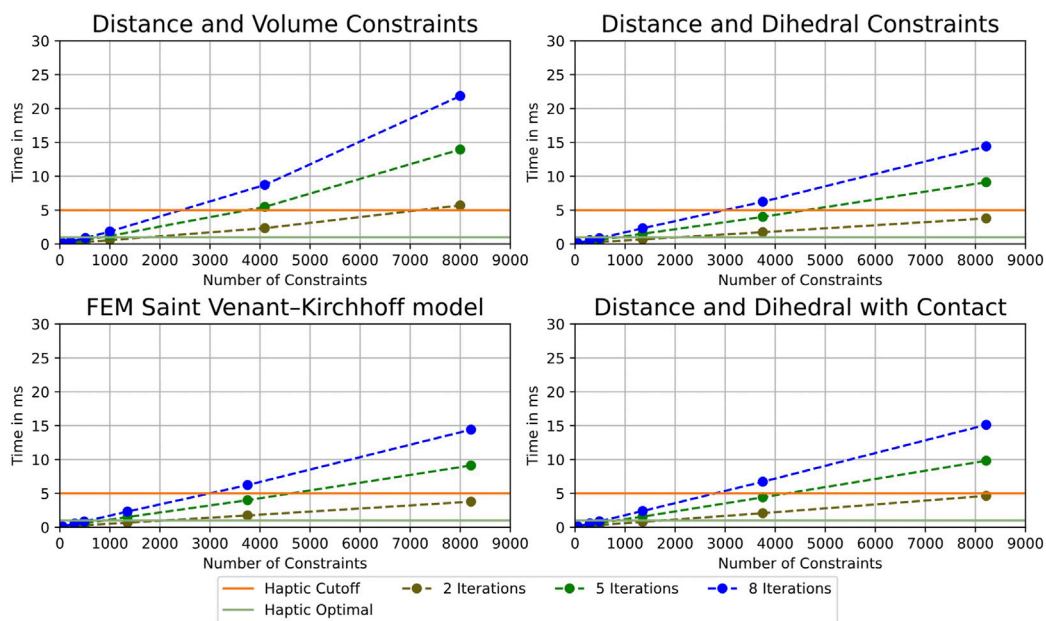 Distance and Volume Constraints
30
25
20
15
10
5
0
Time in ms
0 1000 2000 3000 4000 5000 6000 7000 8000 9000
Number of Constraints
Distance and Dihedral Constraints
30
25
20
15
10
5
0
Time in ms
0 1000 2000 3000 4000 5000 6000 7000 8000 9000
Number of Constraints
FEM Saint Venant–Kirchhoff model
30
25
20
15
10
5
0
Time in ms
0 1000 2000 3000 4000 5000 6000 7000 8000 9000
Number of Constraints
Distance and Dihedral with Contact
30
25
20
15
10
5
0
Time in ms
0 1000 2000 3000 4000 5000 6000 7000 8000 9000
Number of Constraints
Haptic Cutoff 2 Iterations 5 Iterations 8 Iterations
Haptic Optimal